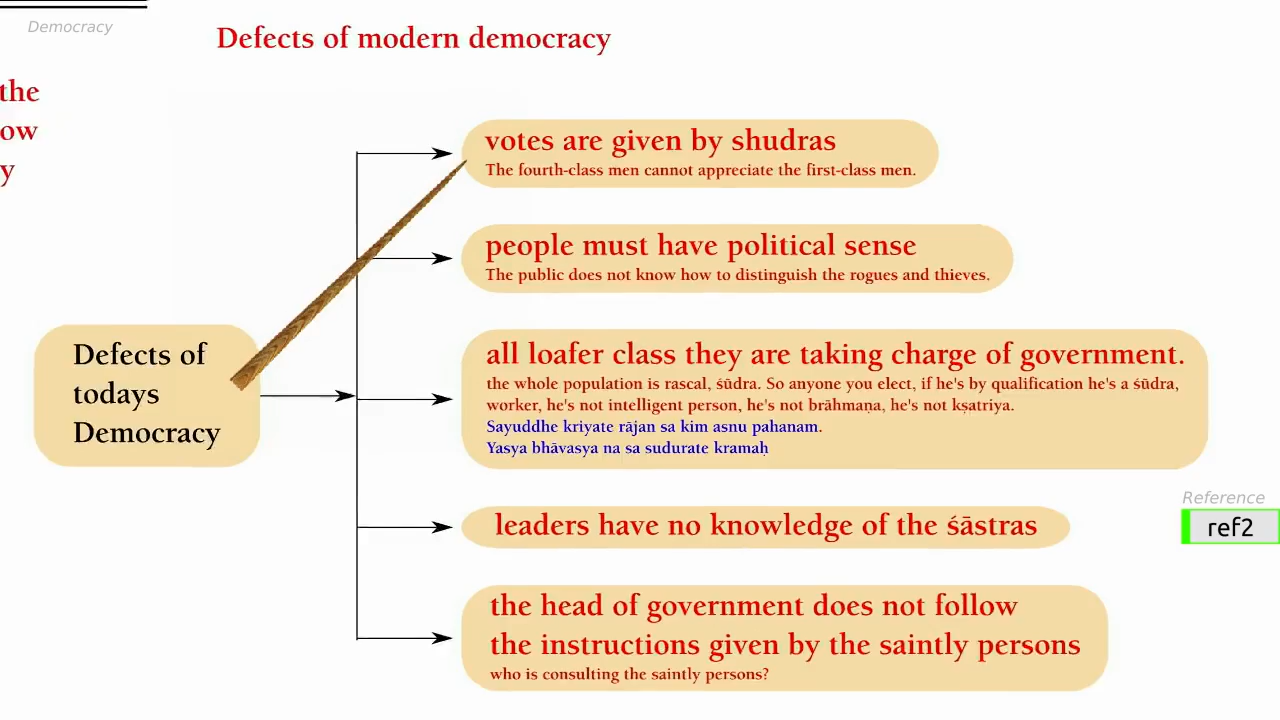 Democracy
Defects of modern democracy
the
ow
y
votes are given by shudras
The fourth-class men cannot appreciate the first-class men.
people must have political sense
The public does not know how to distinguish the rogues and thieves.
Defects of
todays
Democracy
all loafer class they are taking charge of government.
the whole population is rascal, śūdra. So anyone you elect, if he's by qualification he's a śūdra,
worker, he's not intelligent person, he's not brāhmaṇa, he's not kṣatriya.
Sayuddhe kriyate rājan sa kim asnu pahanam.
Yasya bhāvasya na sa sudurate kramaḥ
leaders have no knowledge of the śāstras
Reference
ref2
the head of government does not follow
the instructions given by the saintly persons
who is consulting the saintly persons?